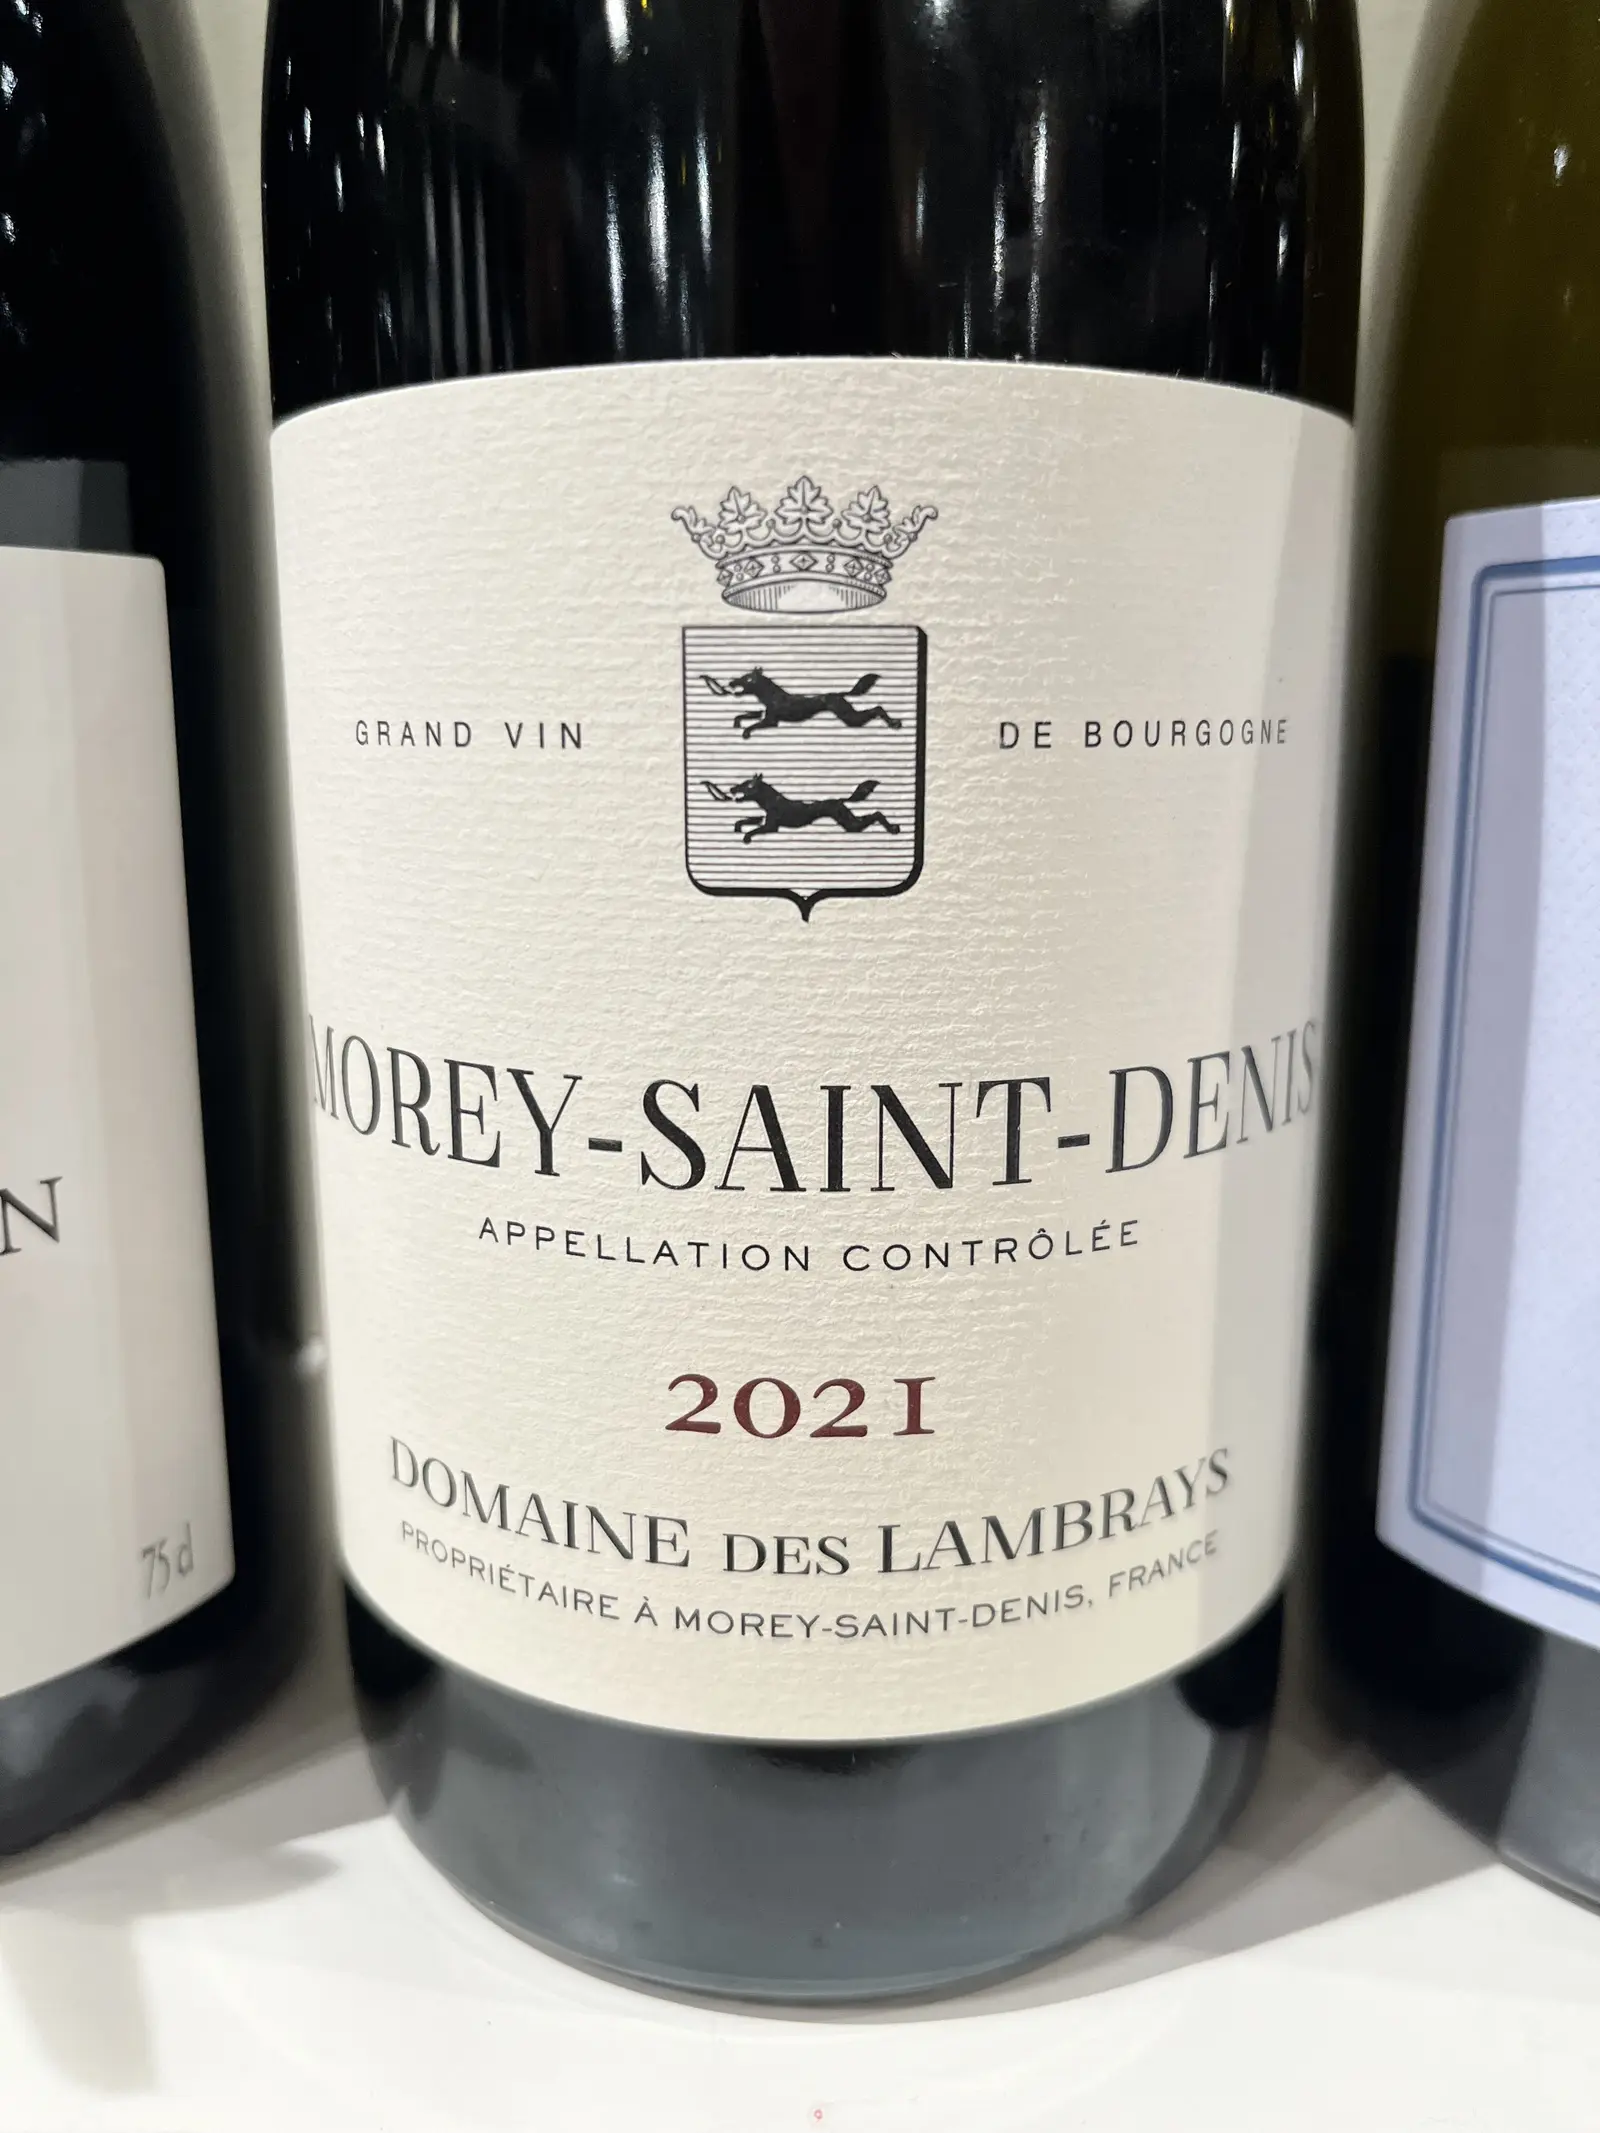 GRAND VIN DE BOURGOGNE
MOREY-SAINT-DENIS
APPELLATION CONTRÔLÉE
2021
DOMAINE DES LAMBRAYS
PROPRIÉTAIRE À MOREY-SAINT-DENIS, FRANCE
N
75 cl